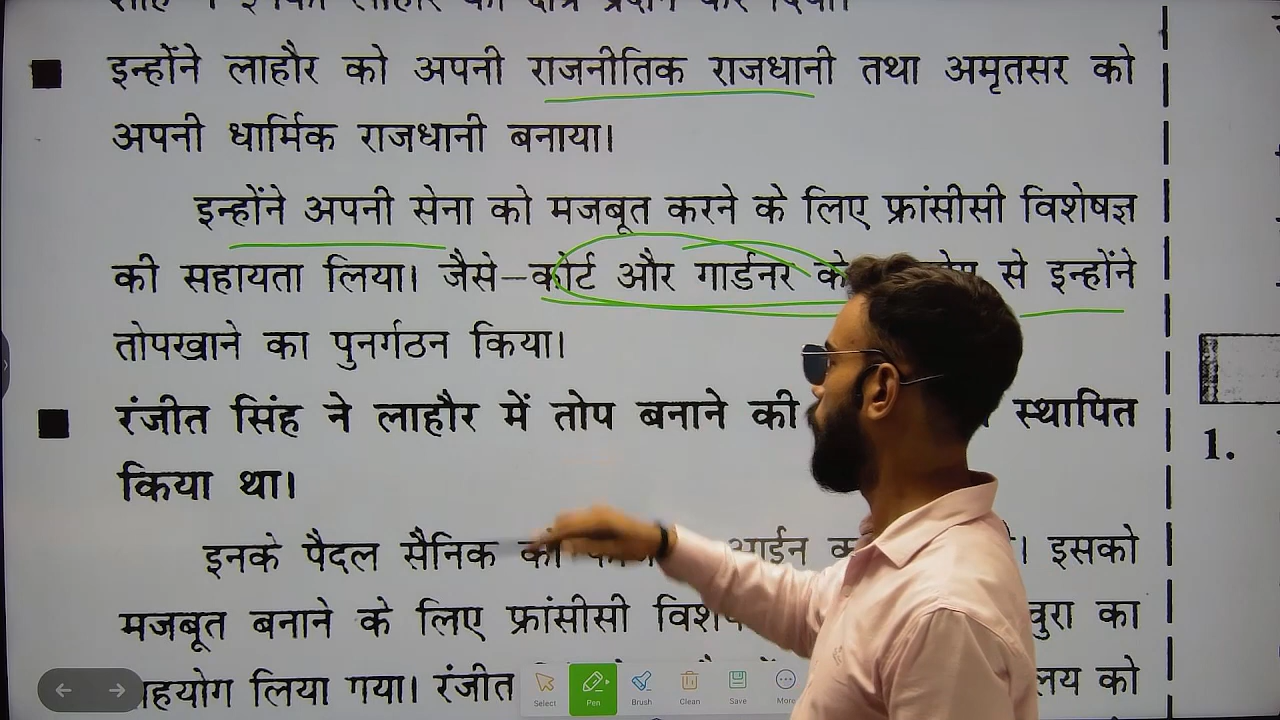 इन्होंने लाहौर को अपनी राजनीतिक राजधानी तथा अमृतसर को
अपनी धार्मिक राजधानी बनाया।
इन्होंने अपनी सेना को मजबूत करने के लिए फ्रांसीसी विशेषज्ञ
की सहायता लिया। जैसे–कोर्ट और गार्डनर के से इन्होंने
तोपखाने का पुनर्गठन किया।
रंजीत सिंह ने लाहौर में तोप बनाने की स्थापित
किया था।
इनके पैदल सैनिक को आईन इसको
मजबूत बनाने के लिए फ्रांसीसी का
लिया गया। रंजीत को
1.
Select Pen Brush Clean Save More